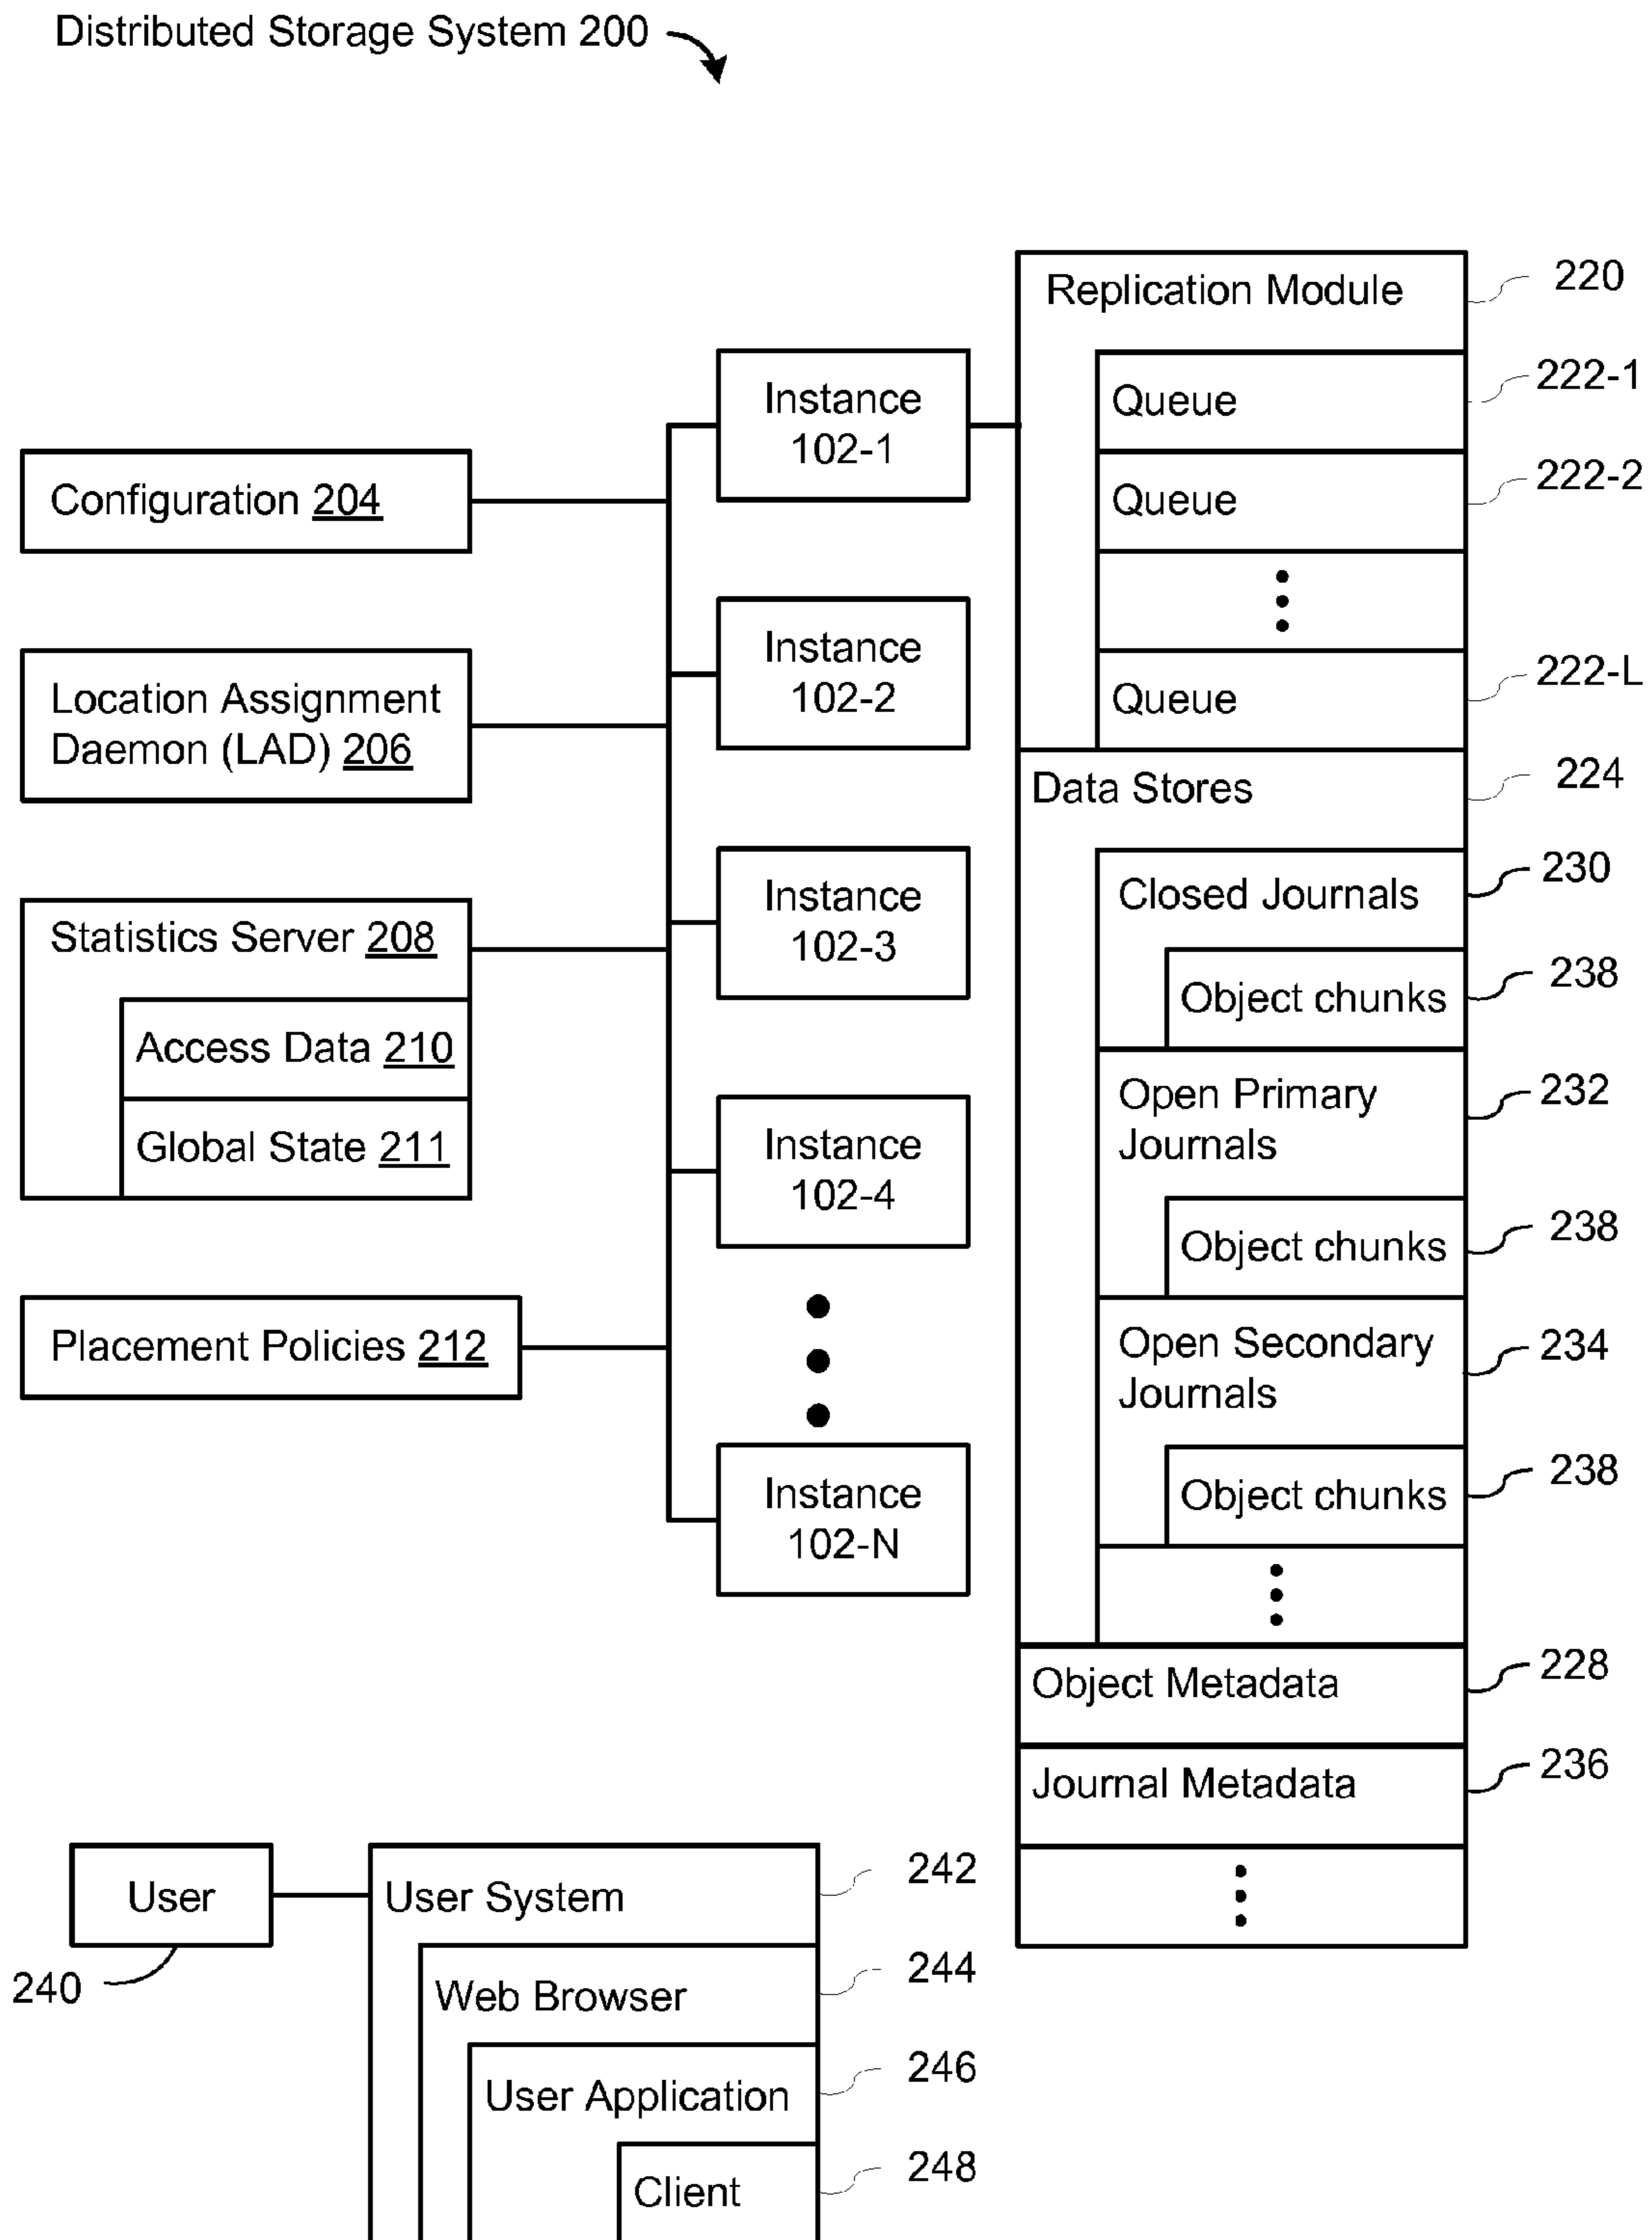 Distributed Storage System 200
Configuration 204
Location Assignment
Daemon (LAD) 206
Statistics Server 208
Access Data 210
Global State 211
Placement Policies 212
Instance
102-1
Instance
102-2
Instance
102-3
Instance
102-4
Instance
102-N
Replication Module
220
Queue
222-1
Queue
222-2
Queue
222-L
Data Stores
224
Closed Journals
230
Object chunks
238
Open Primary
Journals
232
Object chunks
238
Open Secondary
Journals
234
Object chunks
238
Object Metadata
228
Journal Metadata
236
User
240
User System
242
Web Browser
244
User Application
246
Client
248